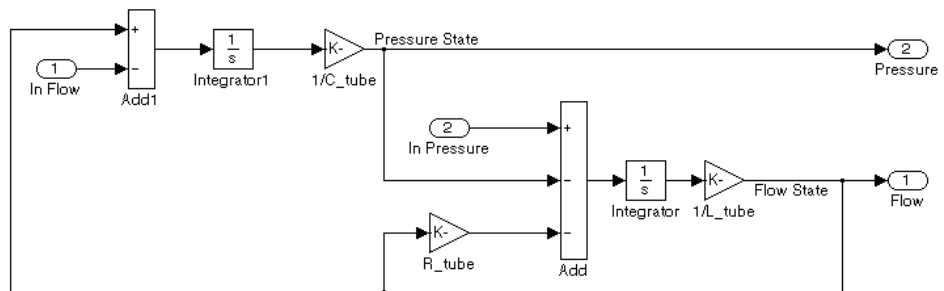 +
Pressure State
1
s
K-
2
1
−
In Flow
Integrator1
1/C_tube
Pressure
Add1
2
+
In Pressure
−
1
s
K-
1
Flow State
Integrator
1/L_tube
Flow
K-
−
R_tube
Add